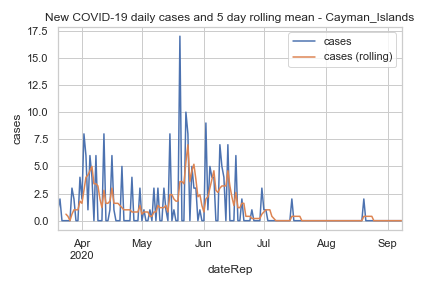 New COVID-19 daily cases and 5 day rolling mean - Cayman_Islands
cases
cases (rolling)
cases
17.5
15.0
12.5
10.0
7.5
5.0
2.5
0.0
Apr
2020
May
Jun
Jul
Aug
Sep
dateRep